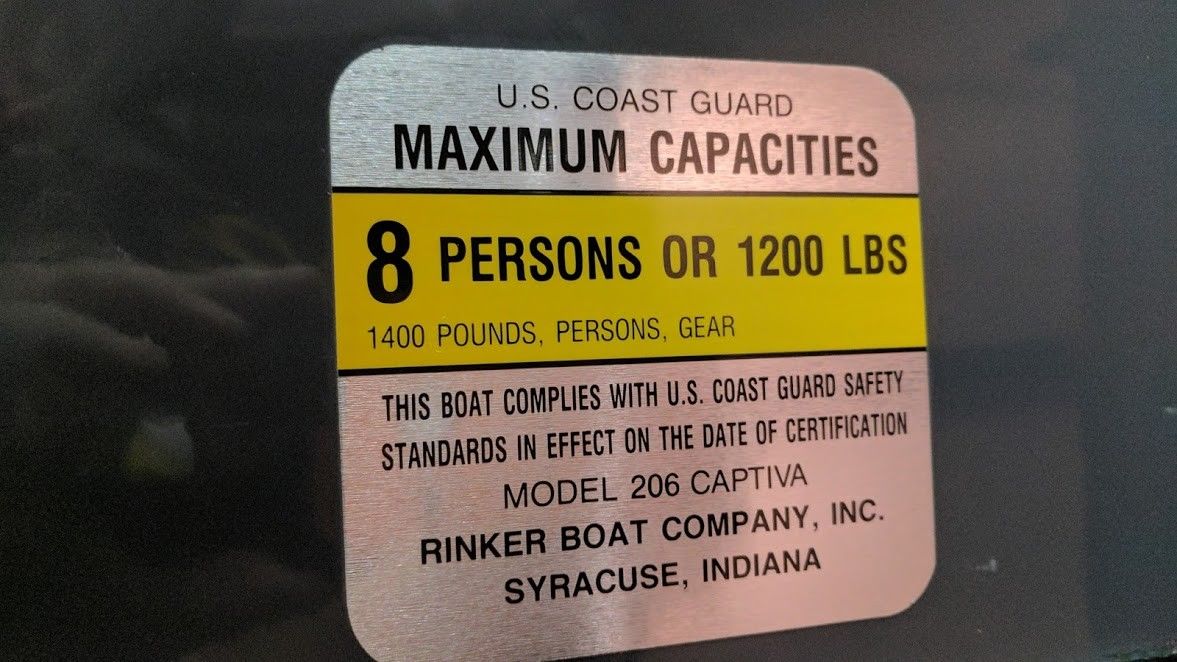 U.S. COAST GUARD
MAXIMUM CAPACITIES
8 PERSONS OR 1200 LBS
1400 POUNDS, PERSONS, GEAR
THIS BOAT COMPLIES WITH U.S. COAST GUARD SAFETY
STANDARDS IN EFFECT ON THE DATE OF CERTIFICATION
MODEL 206 CAPTIVA
RINKER BOAT COMPANY, INC.
SYRACUSE, INDIANA